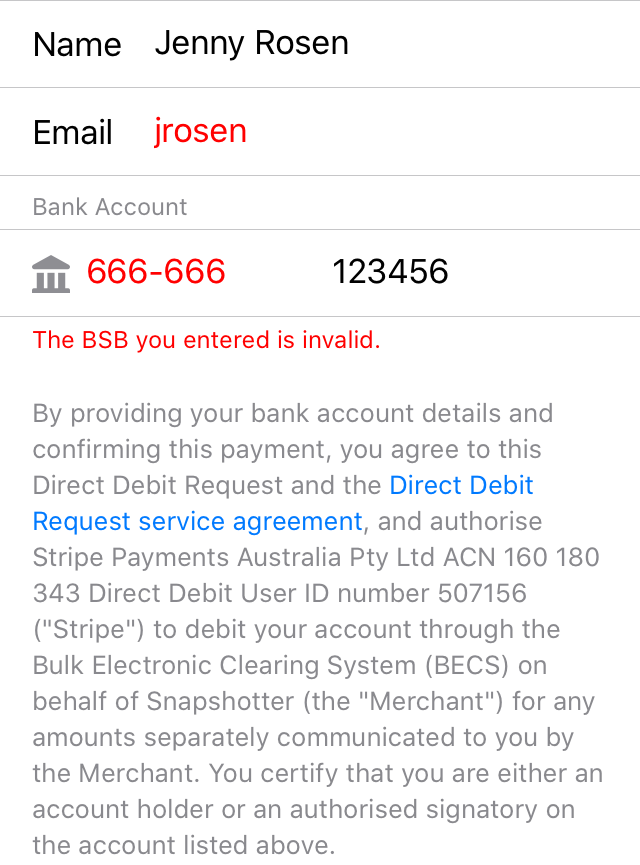 Name Jenny Rosen
Email jrosen
Bank Account
666-666 123456
The BSB you entered is invalid.
By providing your bank account details and
confirming this payment, you agree to this
Direct Debit Request and the Direct Debit
Request service agreement, and authorise
Stripe Payments Australia Pty Ltd ACN 160 180
343 Direct Debit User ID number 507156
("Stripe") to debit your account through the
Bulk Electronic Clearing System (BECS) on
behalf of Snapshotter (the "Merchant") for any
amounts separately communicated to you by
the Merchant. You certify that you are either an
account holder or an authorised signatory on
the account listed above.